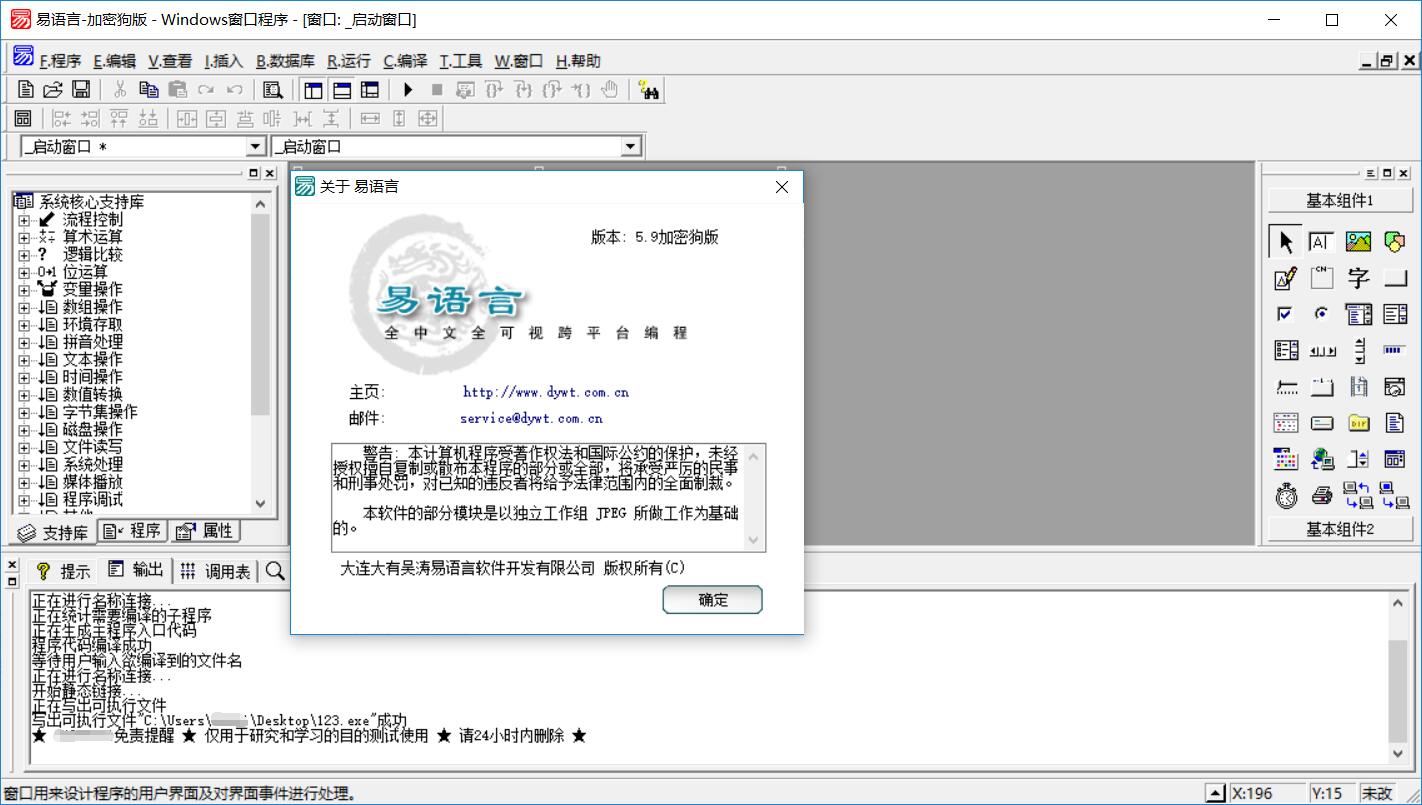 易语言-加密狗版 - Windows窗口程序 - [窗口: _启动窗口]
F.程序 E.编辑 V.查看 I.插入 B.数据库 R.运行 C.编译 T.工具 W.窗口 H.帮助
_启动窗口 * _启动窗口
系统核心支持库
流程控制
算术运算
逻辑比较
位运算
变量操作
数组操作
环境存取
拼音处理
文本操作
时间操作
数值转换
字节集操作
磁盘操作
文件读写
系统处理
媒体播放
程序调试
其他
支持库 程序 属性
关于 易语言
版本: 5.9加密狗版
易语言
全中文全可视跨平台编程
主页: http://www.dywt.com.cn
邮件: service@dywt.com.cn
警告: 本计算机程序受著作权法和国际公约的保护，未经
授权擅自复制或散布本程序的部分或全部，将承受严厉的民事
和刑事处罚，对已知的违反者将给予法律范围内的全面制裁。
本软件的部分模块是以独立工作组 JPEG 所做工作为基础
的。
大连大有吴涛易语言软件开发有限公司 版权所有(C)
确定
基本组件1
基本组件2
提示 输出 调用表
正在进行名称连接...
正在统计需要编译的子程序
正在生成主程序入口代码
程序代码编译成功
等待用户输入欲编译到的文件名
正在进行名称连接...
开始静态链接...
正在写出可执行文件
写出可执行文件"C:\Users\ \Desktop\123.exe"成功
★ 免责提醒 ★ 仅用于研究和学习的目的测试使用 ★ 请24小时内删除 ★
窗口用来设计程序的用户界面及对界面事件进行处理。 X:196 Y:15 未改